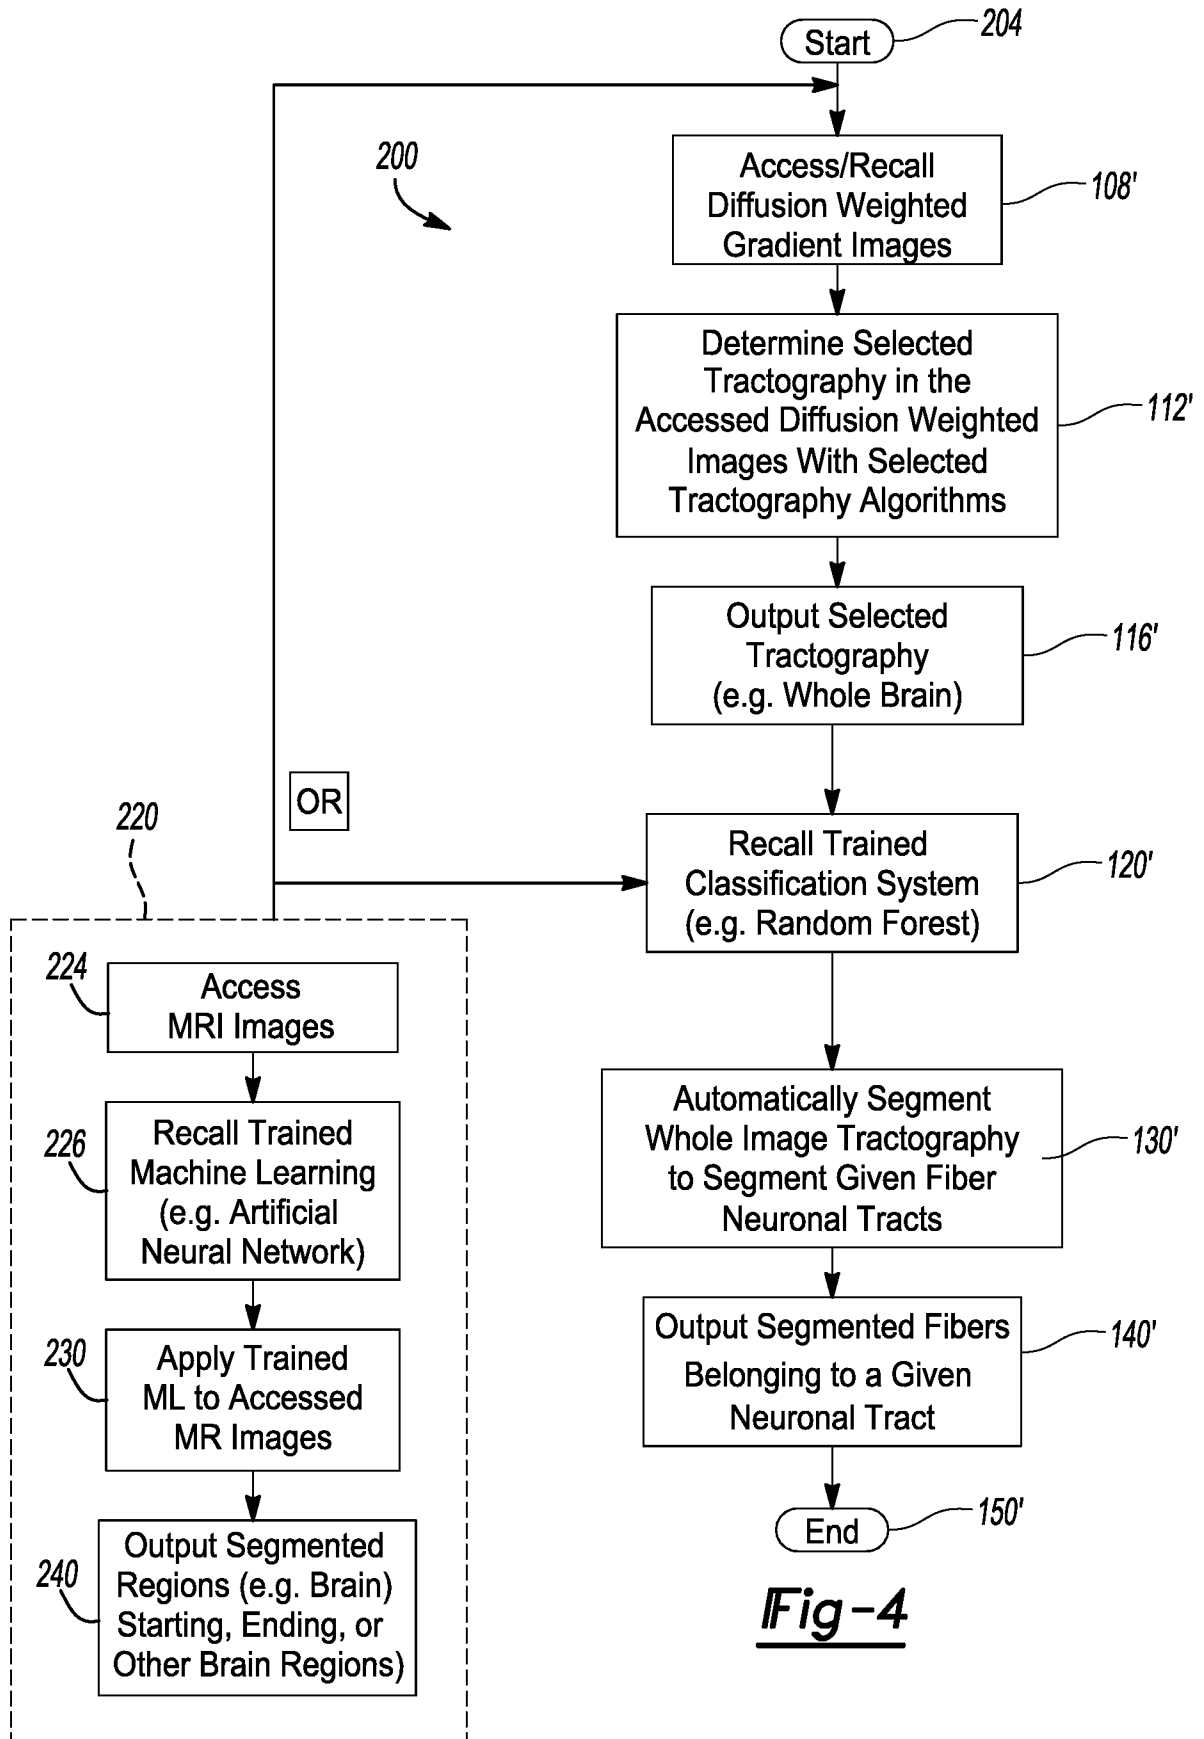 Start
204
200
Access/Recall
Diffusion Weighted
Gradient Images
108'
Determine Selected
Tractography in the
Accessed Diffusion Weighted
Images With Selected
Tractography Algorithms
112'
Output Selected
Tractography
(e.g. Whole Brain)
116'
OR
220
Recall Trained
Classification System
(e.g. Random Forest)
120'
224
Access
MRI Images
226
Recall Trained
Machine Learning
(e.g. Artificial
Neural Network)
Automatically Segment
Whole Image Tractography
to Segment Given Fiber
Neuronal Tracts
130'
230
Apply Trained
ML to Accessed
MR Images
Output Segmented Fibers
Belonging to a Given
Neuronal Tract
140'
240
Output Segmented
Regions (e.g. Brain)
Starting, Ending, or
Other Brain Regions)
End
150'
Fig-4